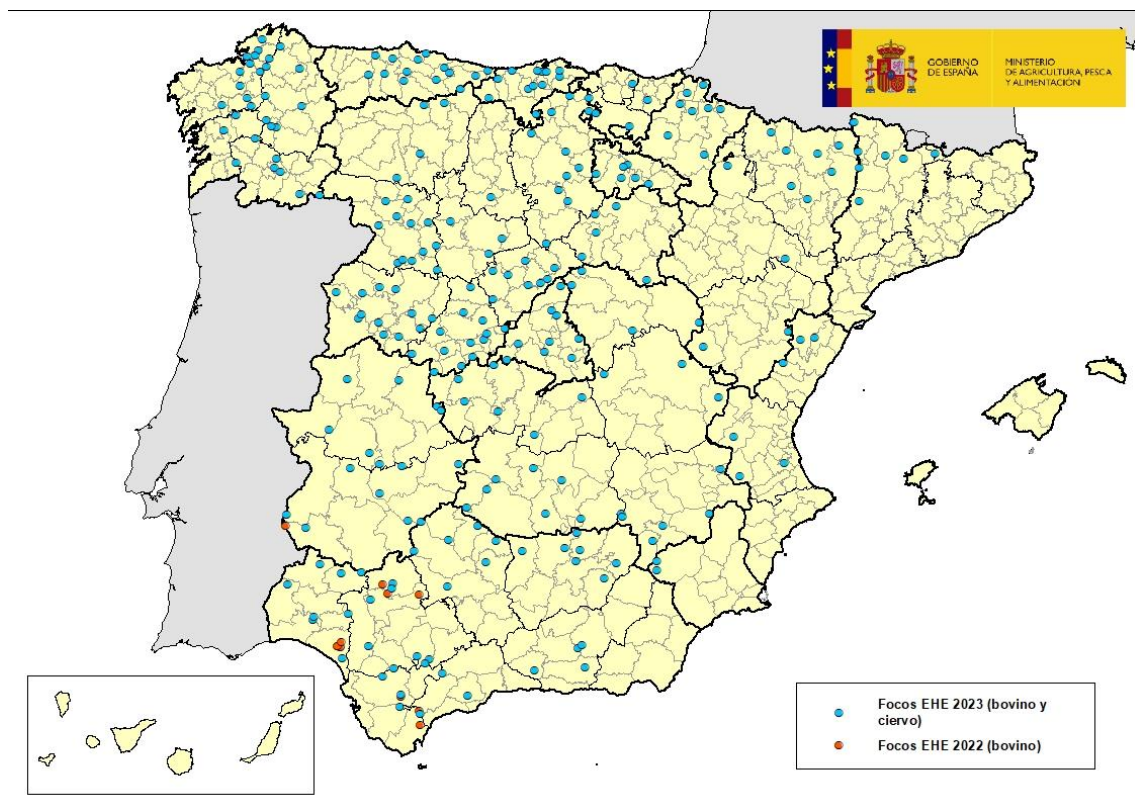 GOBIERNO
DE ESPAÑA
MINISTERIO
DE AGRICULTURA, PESCA
Y ALIMENTACIÓN
Focos EHE 2023 (bovino y
ciervo)
Focos EHE 2022 (bovino)